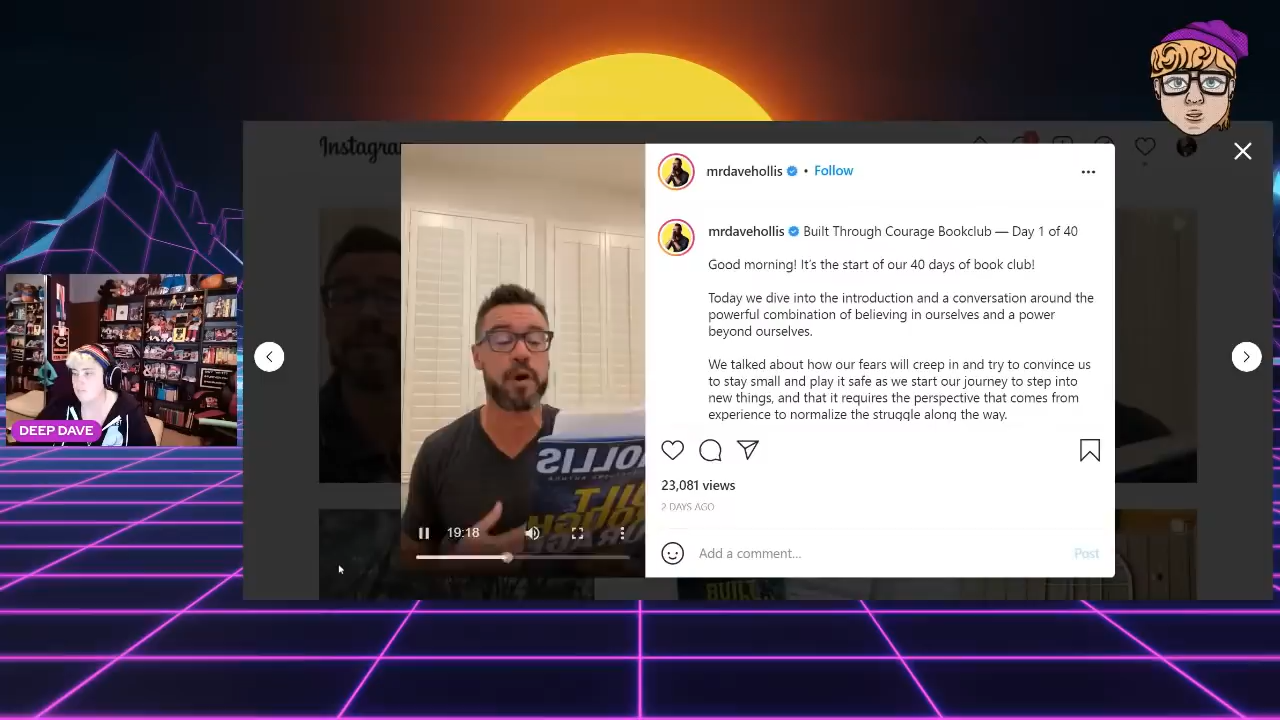 Instagra
mrdavehollis • Follow
mrdavehollis Built Through Courage Bookclub — Day 1 of 40
Good morning! It's the start of our 40 days of book club!
Today we dive into the introduction and a conversation around the
powerful combination of believing in ourselves and a power
beyond ourselves.
We talked about how our fears will creep in and try to convince us
to stay small and play it safe as we start our journey to step into
new things, and that it requires the perspective that comes from
experience to normalize the struggle along the way.
DEEP DAVE
HOLLIS
BUILT
19:18
23,081 views
2 DAYS AGO
Add a comment...
Post
BUILT